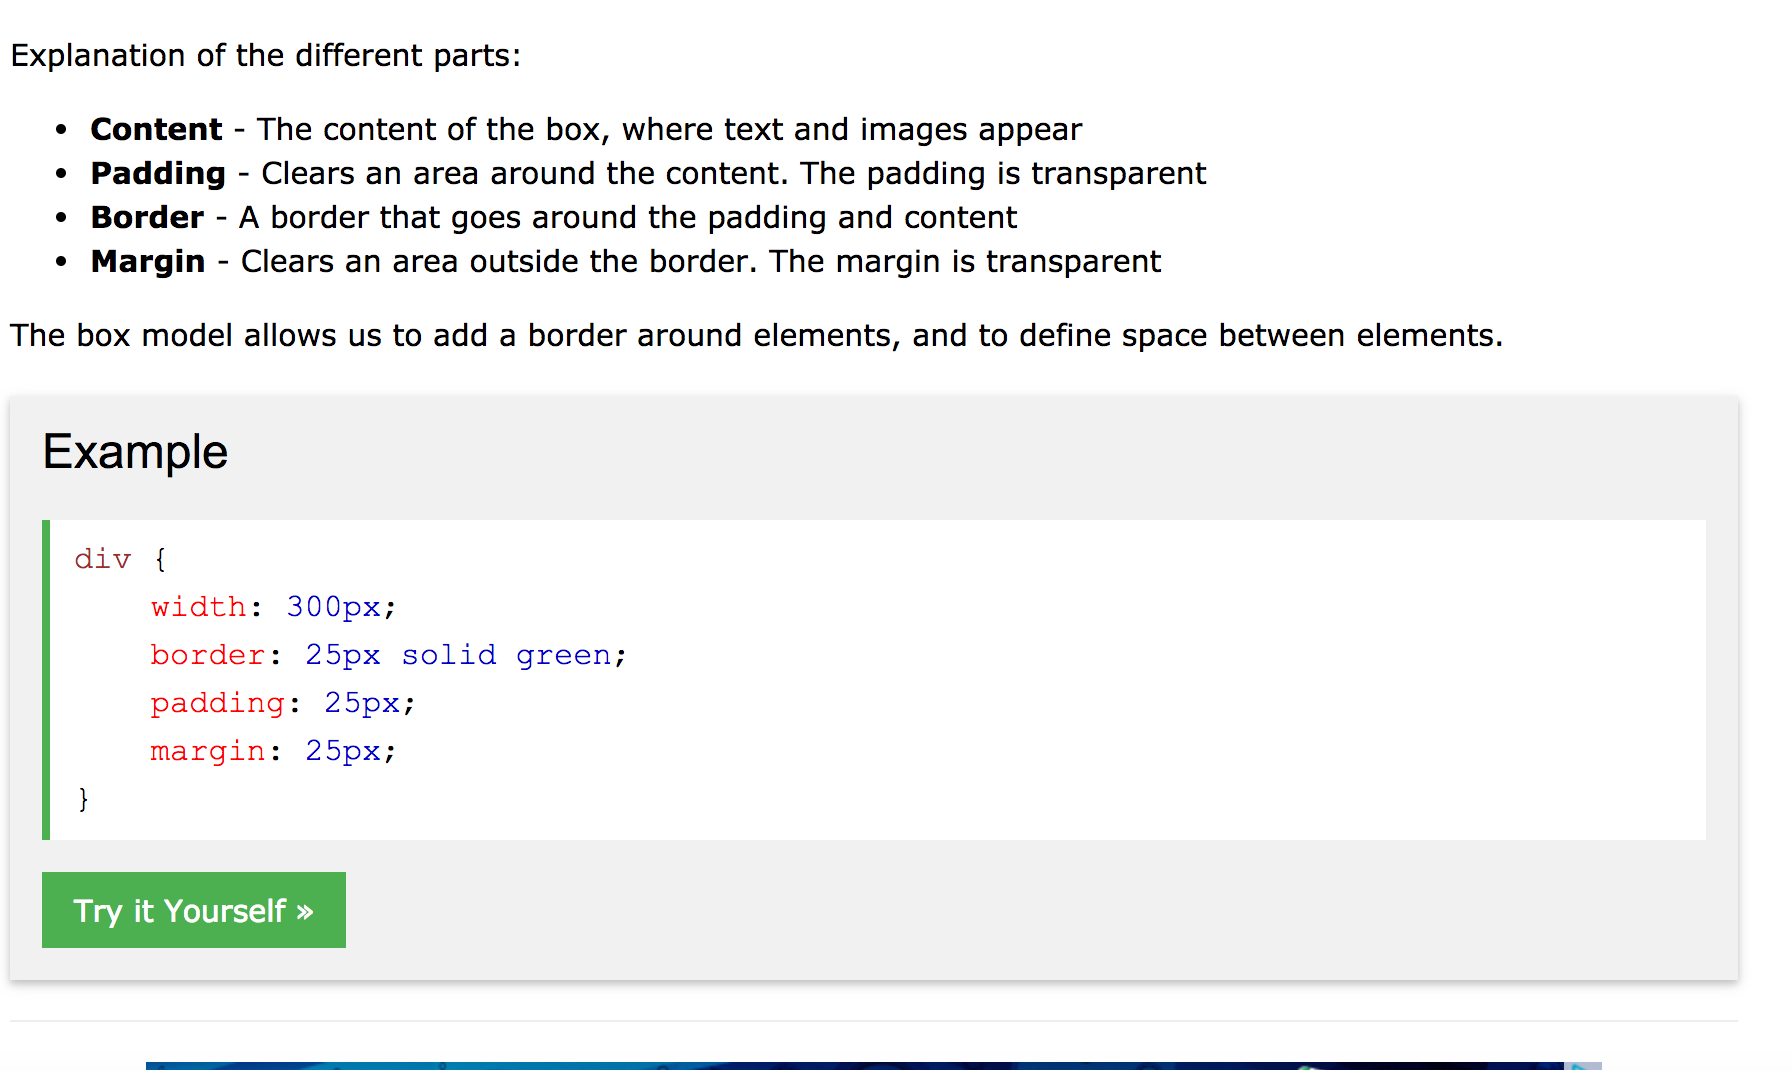 Explanation of the different parts:
• Content - The content of the box, where text and images appear
• Padding - Clears an area around the content. The padding is transparent
• Border - A border that goes around the padding and content
• Margin - Clears an area outside the border. The margin is transparent
The box model allows us to add a border around elements, and to define space between elements.
Example
div {
    width: 300px;
    border: 25px solid green;
    padding: 25px;
    margin: 25px;
}
Try it Yourself »